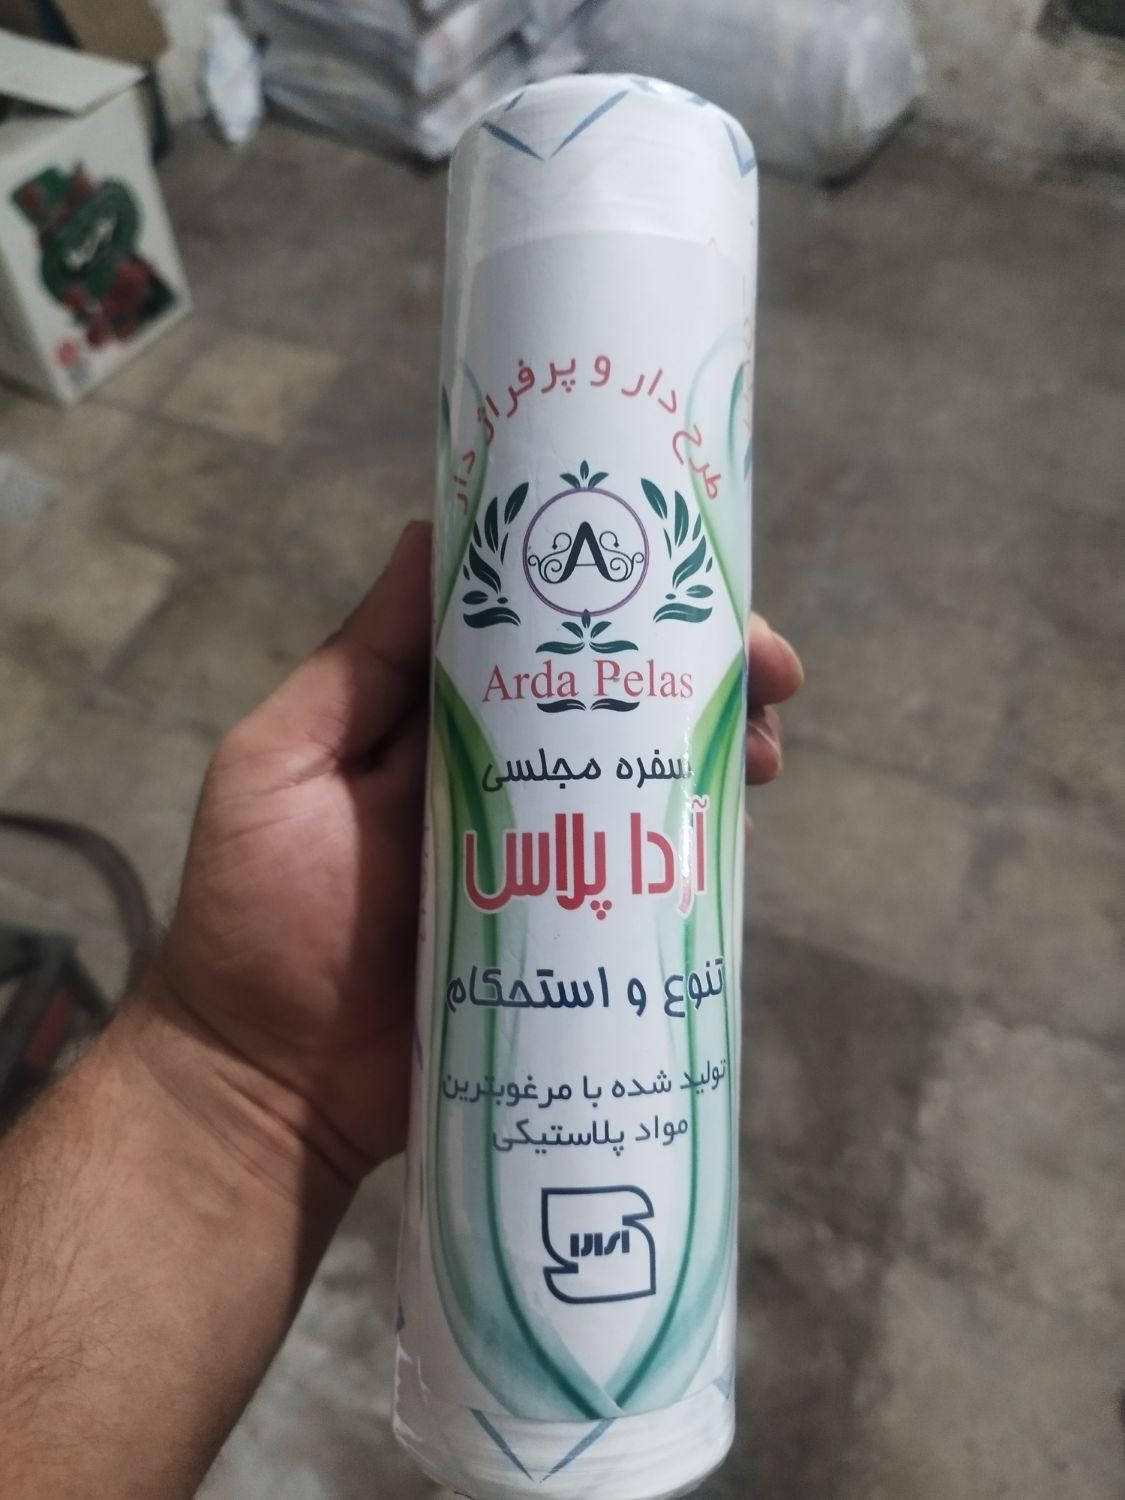 طرح دار و پرفراژ دار
A
Arda Pelas
سفره مجلسی
آردا پلاس
تنوع و استحکام
تولید شده با مرغوبترین
مواد پلاستیکی